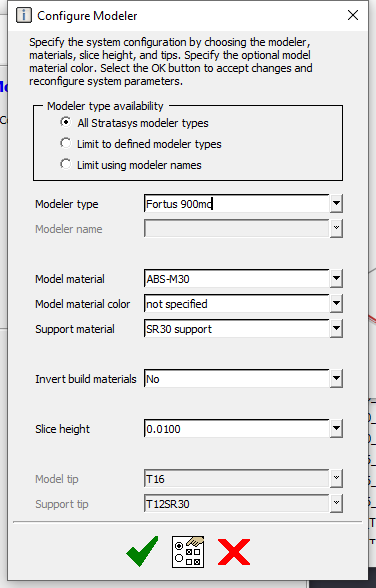 Configure Modeler
Specify the system configuration by choosing the modeler,
materials, slice height, and tips. Specify the optional model
material color. Select the OK button to accept changes and
reconfigure system parameters.
Modeler type availability
All Stratasys modeler types
Limit to defined modeler types
Limit using modeler names
Modeler type Fortus 900mc
Modeler name
Model material ABS-M30
Model material color not specified
Support material SR30 support
Invert build materials No
Slice height 0.0100
Model tip T16
Support tip T12SR30